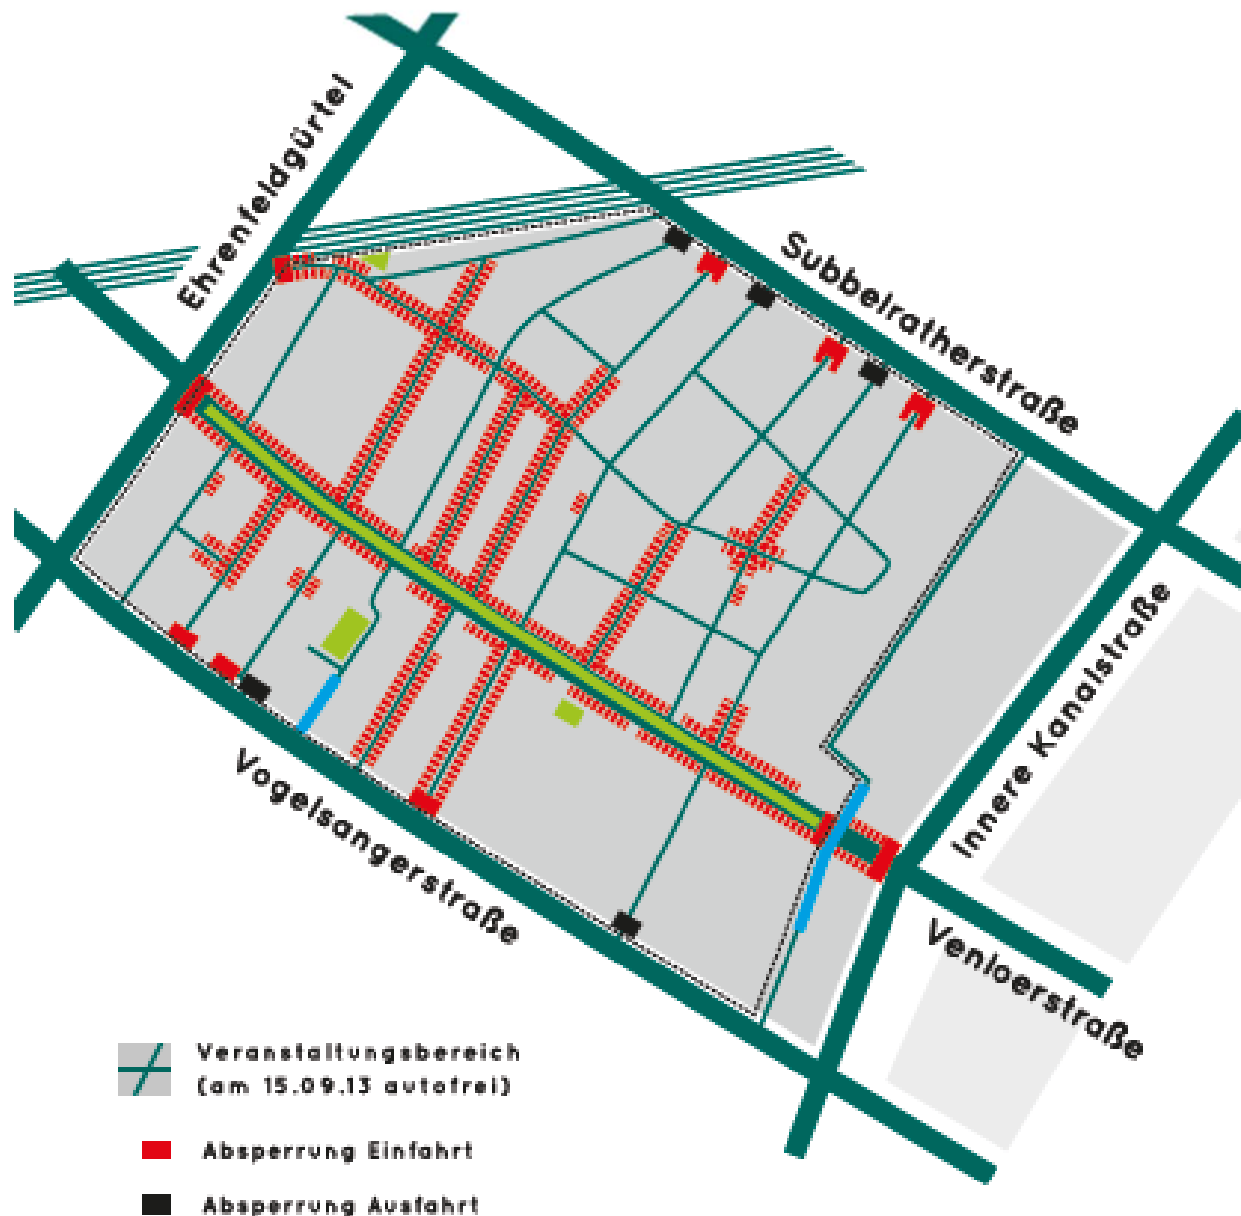 Ehrenfeldgürtel
Subbelratherstraße
Innere Kanalstraße
Vogelsangerstraße
Venloerstraße
Veranstaltungsbereich
(am 15.09.13 autofrei)
Absperrung Einfahrt
Absperrung Ausfahrt